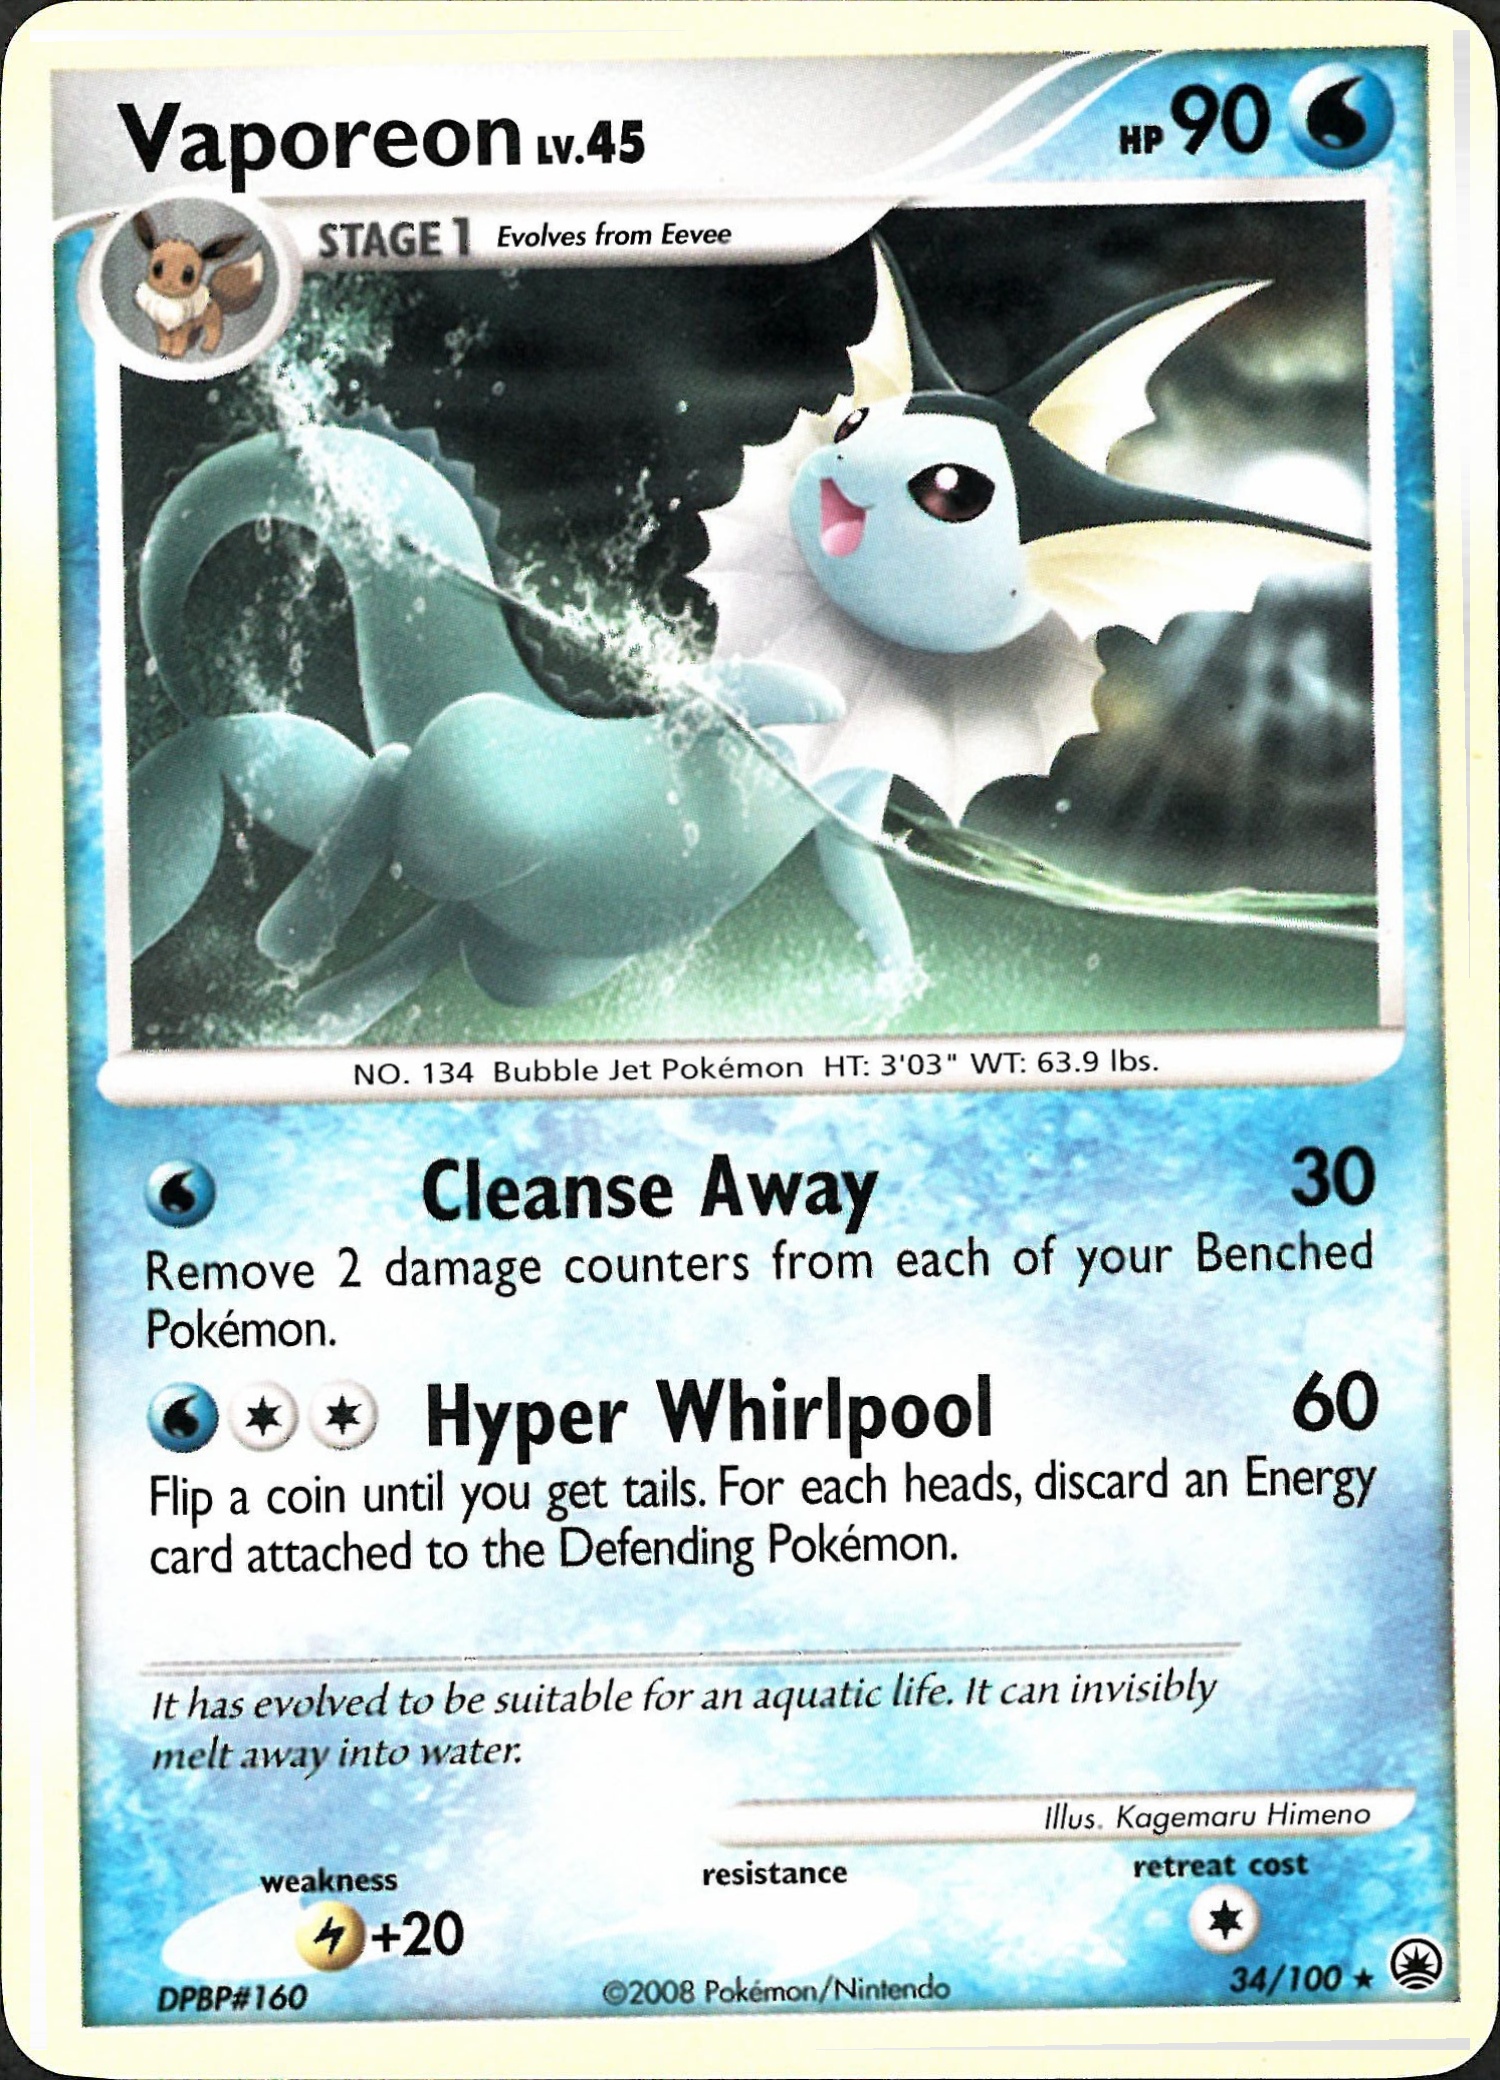 Vaporeon LV.45
HP 90
STAGE 1 Evolves from Eevee
NO. 134 Bubble Jet Pokémon HT: 3'03" WT: 63.9 lbs.
Cleanse Away 30
Remove 2 damage counters from each of your Benched
Pokémon.
Hyper Whirlpool 60
Flip a coin until you get tails. For each heads, discard an Energy
card attached to the Defending Pokémon.
It has evolved to be suitable for an aquatic life. It can invisibly
melt away into water.
Illus. Kagemaru Himeno
weakness resistance retreat cost
+20
DPBP#160 ©2008 Pokémon/Nintendo 34/100 ★